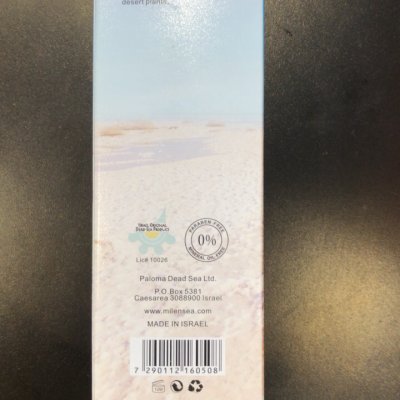 desert plants.
ISRAEL ORIGINAL
DEAD SEA PRODUCT
PARABEN FREE
0%
MINERAL OIL FREE
Lic# 10026
Paloma Dead Sea Ltd.
P.O.Box 5381
Caesarea 3088900 Israel
www.milensea.com
MADE IN ISRAEL
7 290112 160508